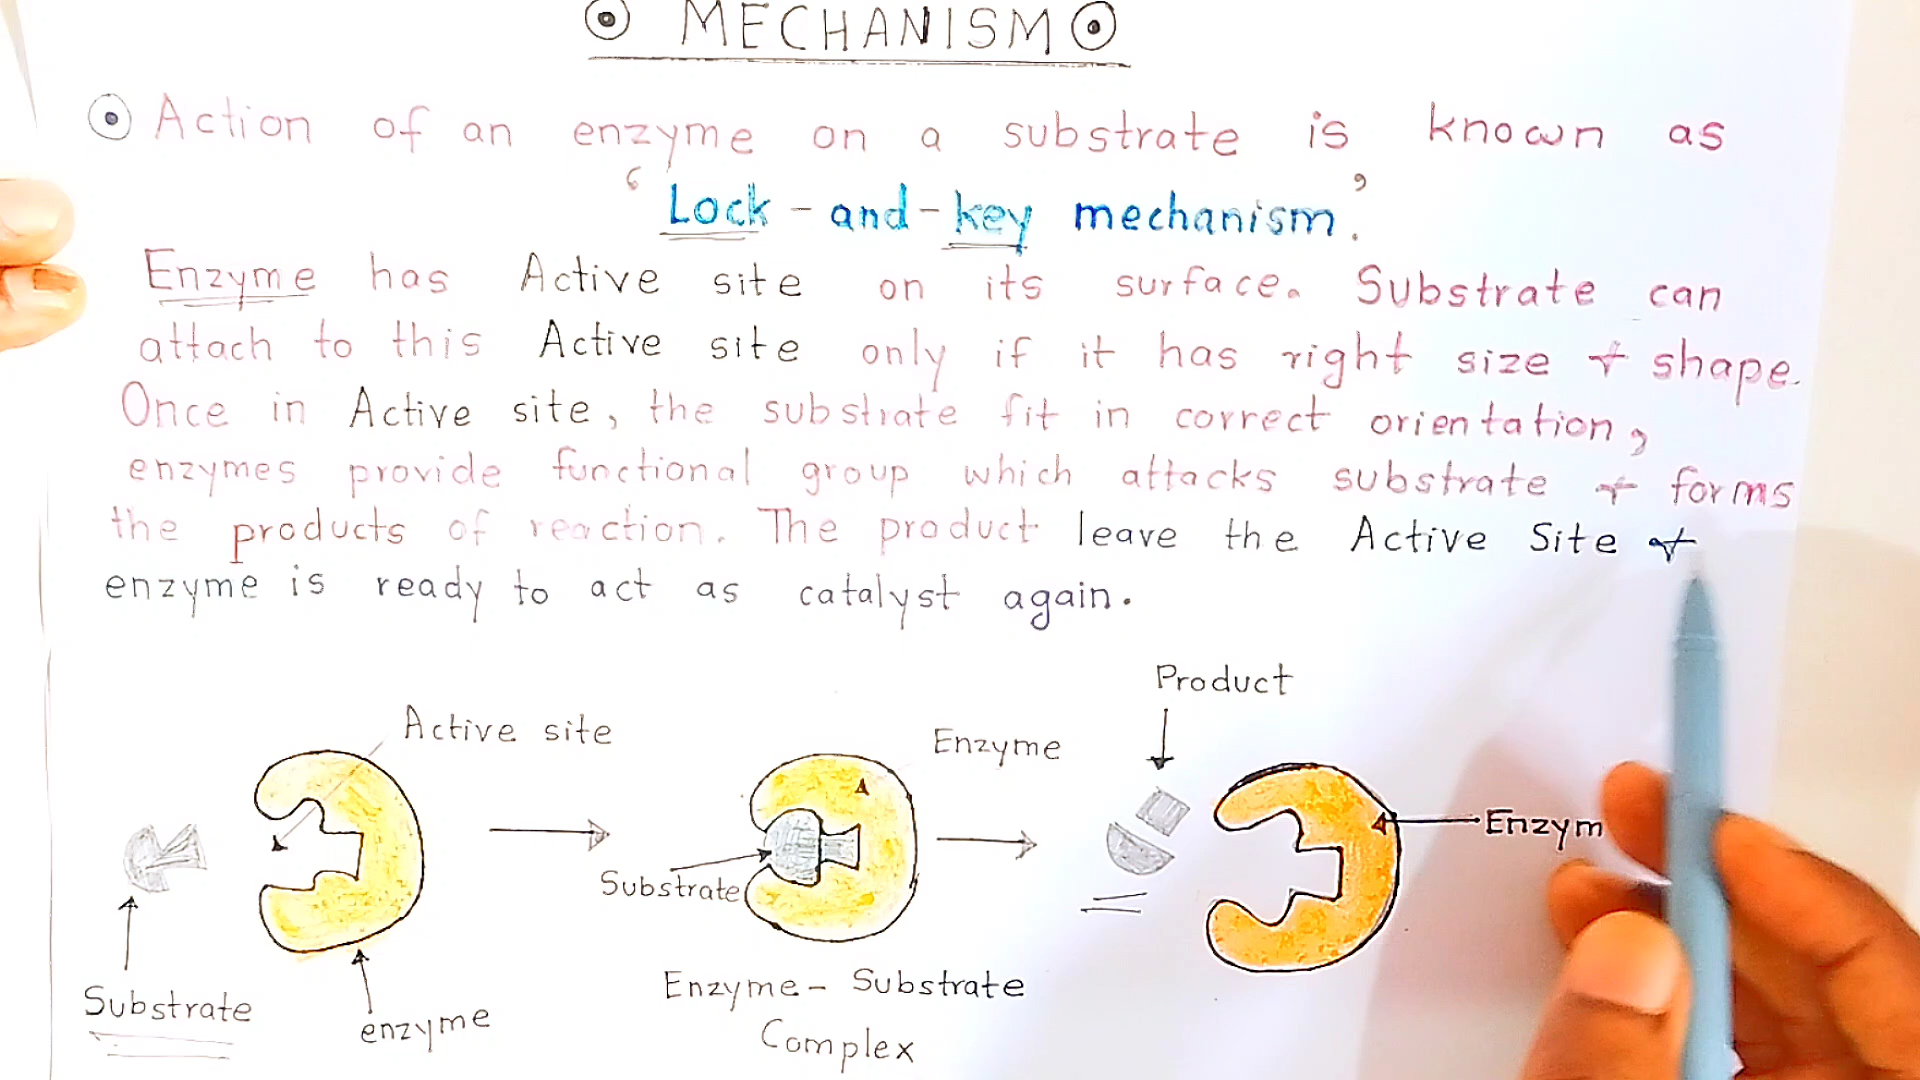 MECHANISM
Action of an enzyme on a substrate is known as
'Lock-and-key mechanism.'
Enzyme has Active site on its surface. Substrate can
attach to this Active site only if it has right size + shape.
Once in Active site, the substrate fit in correct orientation,
enzymes provide functional group which attacks substrate + forms
the products of reaction. The product leave the Active Site +
enzyme is ready to act as catalyst again.
Product
Active site
Enzyme
Enzym
Substrate
Substrate
enzyme
Enzyme - Substrate
Complex